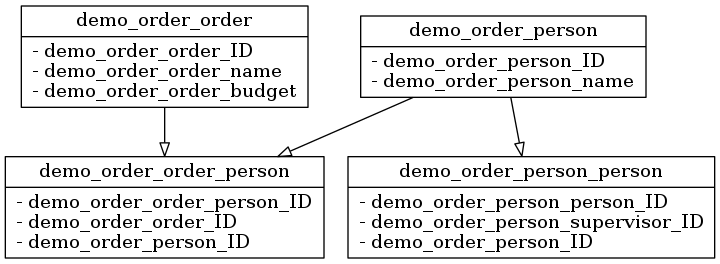 demo_order_order
- demo_order_order_ID
- demo_order_order_name
- demo_order_order_budget
demo_order_person
- demo_order_person_ID
- demo_order_person_name
demo_order_order_person
- demo_order_order_person_ID
- demo_order_order_ID
- demo_order_person_ID
demo_order_person_person
- demo_order_person_person_ID
- demo_order_person_supervisor_ID
- demo_order_person_ID